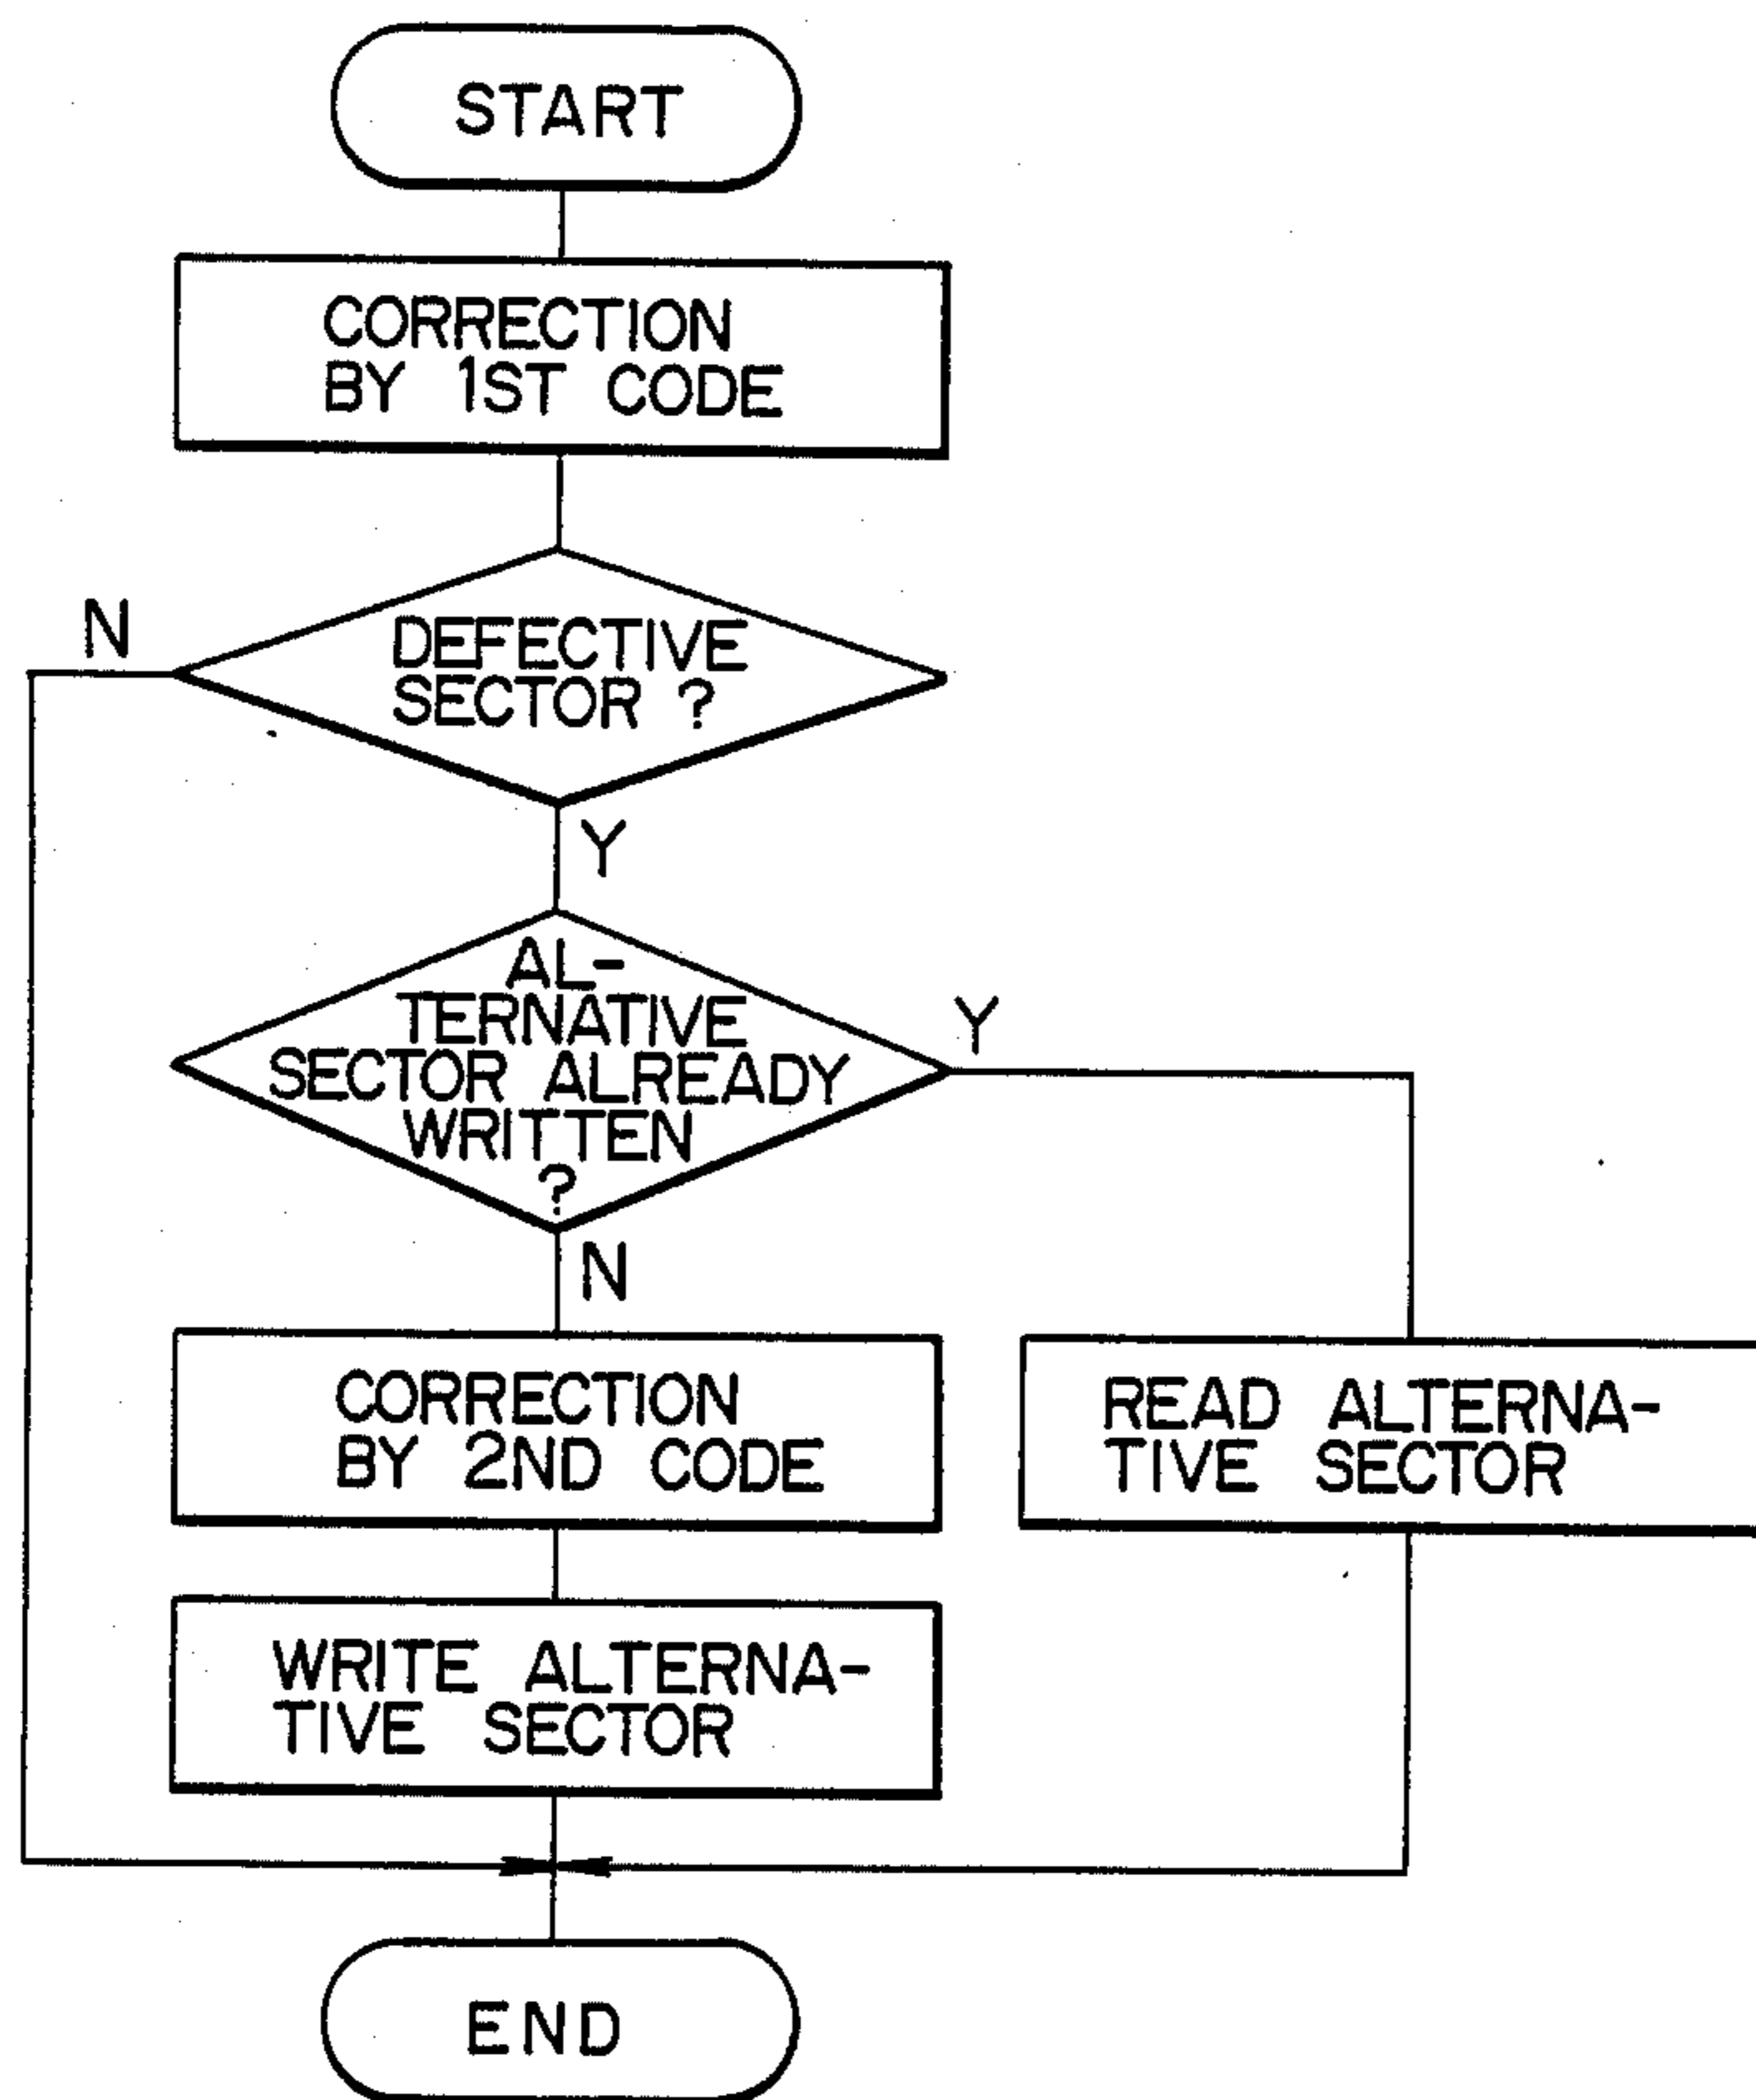 START
CORRECTION
BY 1ST CODE
N
DEFECTIVE
SECTOR ?
Y
AL-
TERNATIVE
SECTOR ALREADY
WRITTEN
?
Y
N
CORRECTION
BY 2ND CODE
READ ALTERNA-
TIVE SECTOR
WRITE ALTERNA-
TIVE SECTOR
END